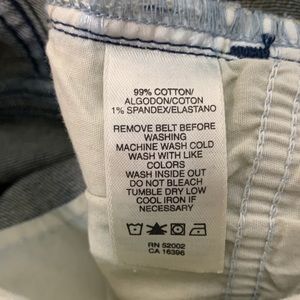 99% COTTON/
ALGODON/COTON
1% SPANDEX/ELASTANO
REMOVE BELT BEFORE
WASHING
MACHINE WASH COLD
WASH WITH LIKE
COLORS
WASH INSIDE OUT
DO NOT BLEACH
TUMBLE DRY LOW
COOL IRON IF
NECESSARY
RN 52002
CA 16396